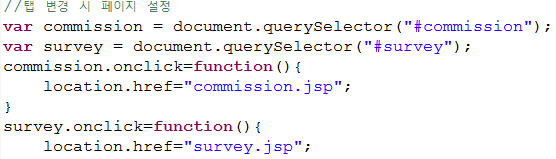 //탭 변경 시 페이지 설정
var commission = document.querySelector("#commission");
var survey = document.querySelector("#survey");
commission.onclick=function(){
    location.href="commission.jsp";
}
survey.onclick=function(){
    location.href="survey.jsp";